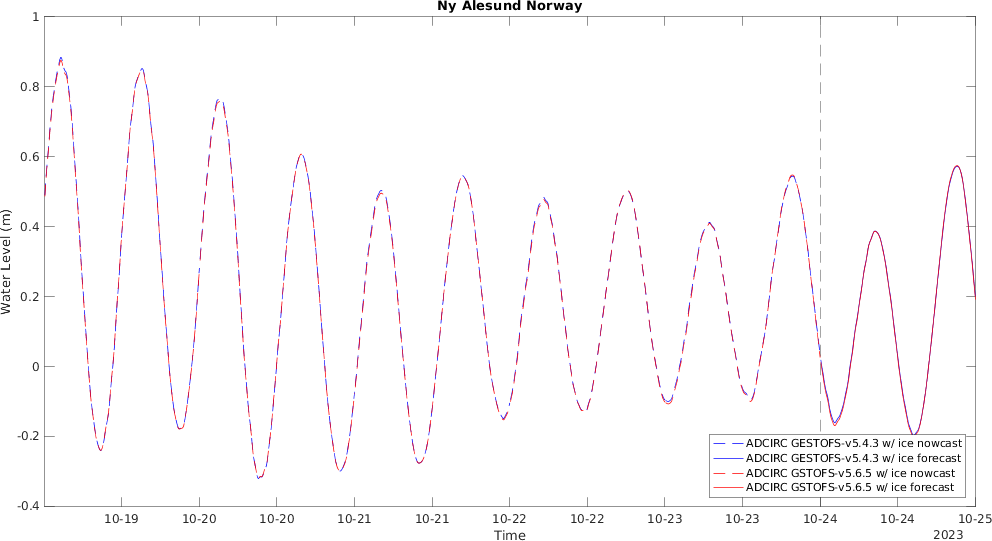 Ny Alesund Norway
1
0.8
0.6
0.4
0.2
0
-0.2
-0.4
Water Level (m)
ADCIRC GESTOFS-v5.4.3 w/ ice nowcast
ADCIRC GESTOFS-v5.4.3 w/ ice forecast
ADCIRC GSTOFS-v5.6.5 w/ ice nowcast
ADCIRC GSTOFS-v5.6.5 w/ ice forecast
10-19 10-20 10-20 10-21 10-21 10-22 10-22 10-23 10-23 10-24 10-24 10-25
Time 2023